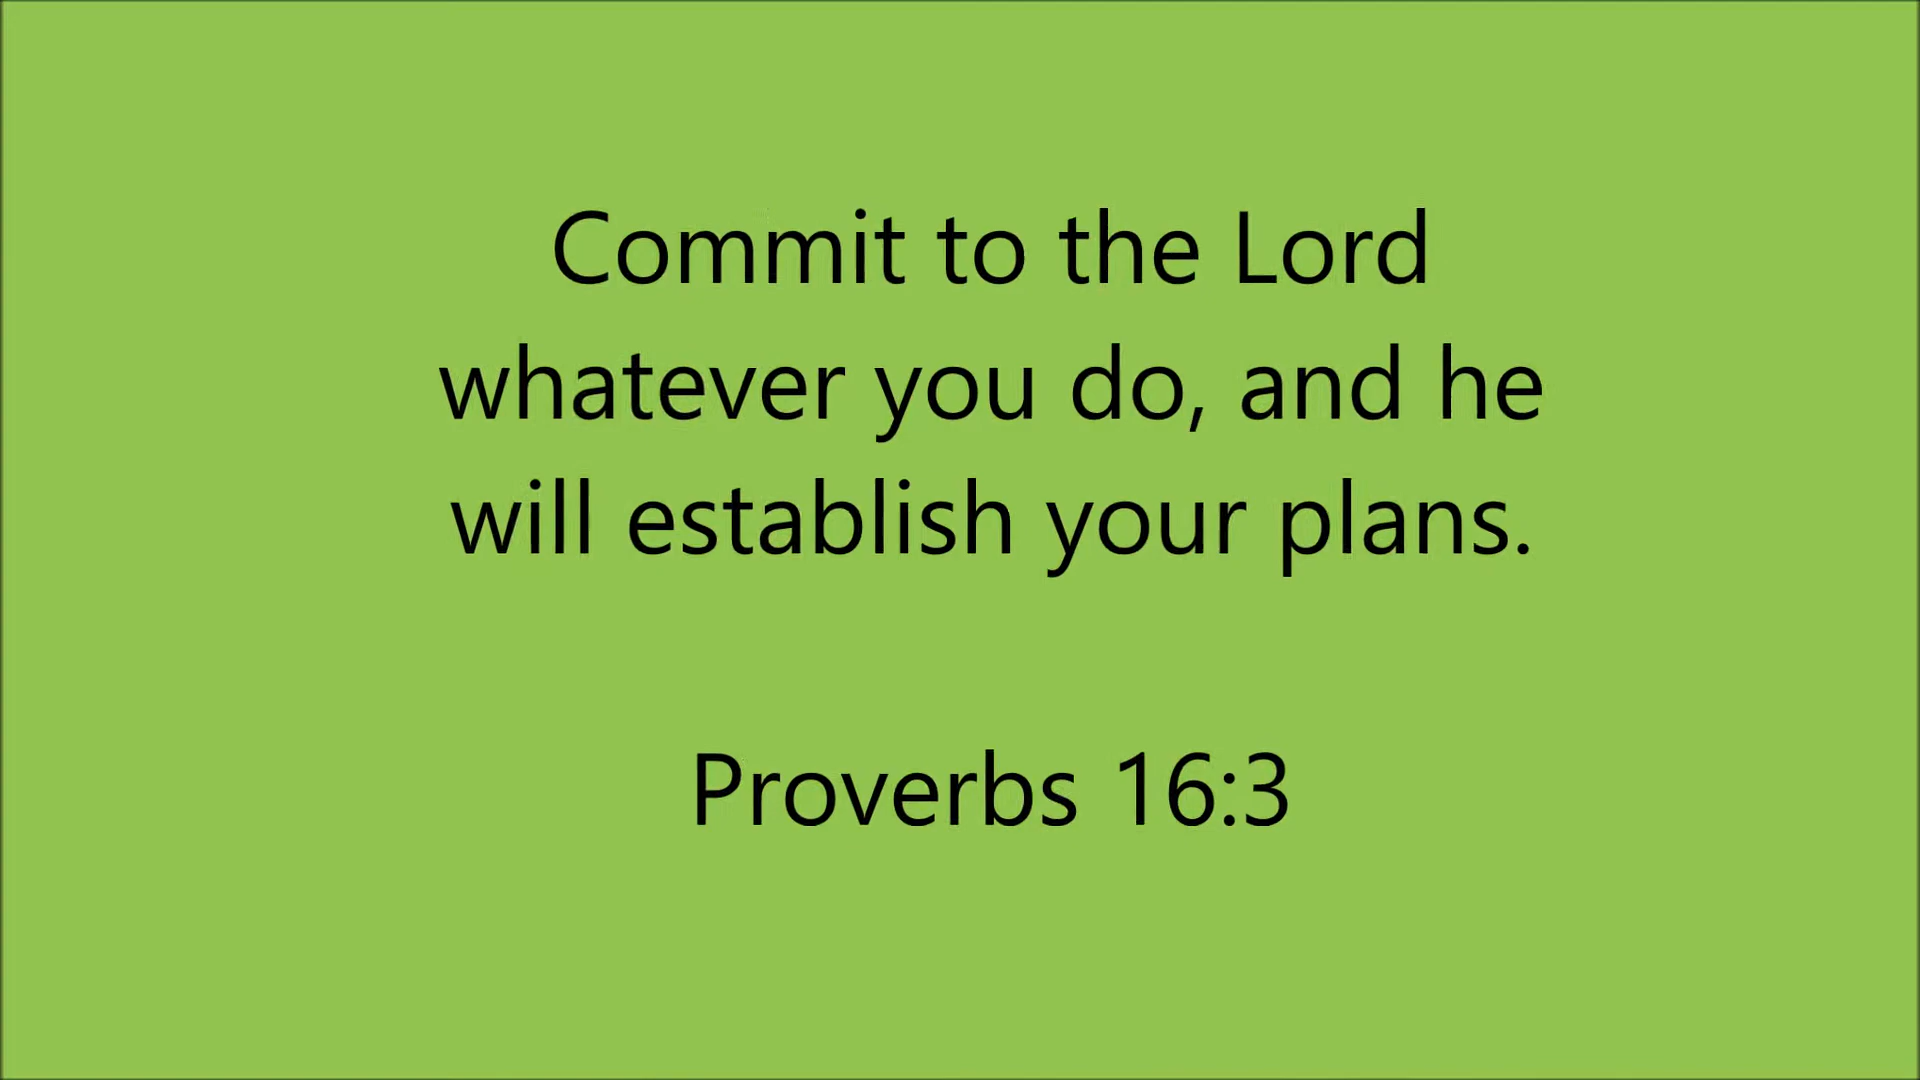 Commit to the Lord
whatever you do, and he
will establish your plans.
Proverbs 16:3